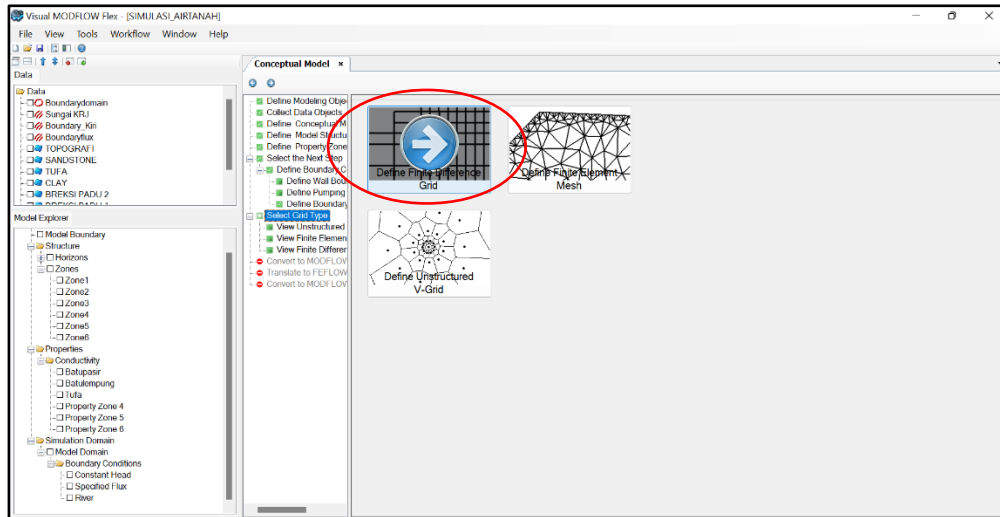 Visual MODFLOW Flex - [SIMULASI_AIRTANAH]
File View Tools Workflow Window Help
Data
Data
Boundarydomain
Sungai KRJ
Boundary_Kiri
Boundaryflux
TOPOGRAFI
SANDSTONE
TUFA
CLAY
BREKSI PADU 2
Model Explorer
Model Boundary
Structure
Horizons
Zones
Zone1
Zone2
Zone3
Zone4
Zone5
Zone6
Properties
Conductivity
Batupasir
Batulempung
Tufa
Property Zone 4
Property Zone 5
Property Zone 6
Simulation Domain
Model Domain
Boundary Conditions
Constant Head
Specified Flux
River
Conceptual Model ×
Define Modeling Obje
Collect Data Objects
Define Conceptual M
Define Model Structu
Define Property Zone
Select the Next Step
Define Boundary C
Define Wall Bou
Define Pumping
Define Boundary
Select Grid Type
View Unstructured
View Finite Elemen
View Finite Differer
Convert to MODFLOV
Translate to FEFLOW
Convert to MODFLOV
Define Finite Difference
Grid
Define Finite Element
Mesh
Define Unstructured
V-Grid